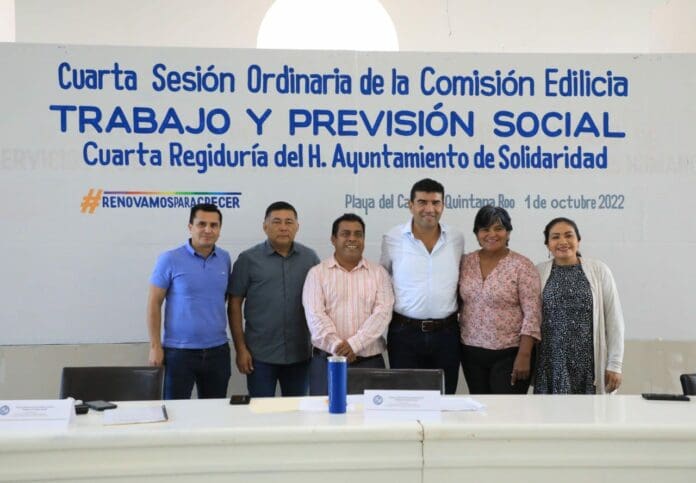 Cuarta Sesión Ordinaria de la Comisión Edilicia
TRABAJO Y PREVISIÓN SOCIAL
Cuarta Regiduría del H. Ayuntamiento de Solidaridad
#RENOVAMOSPARACRECER
Playa del Quintana Roo 1 de octubre 2022